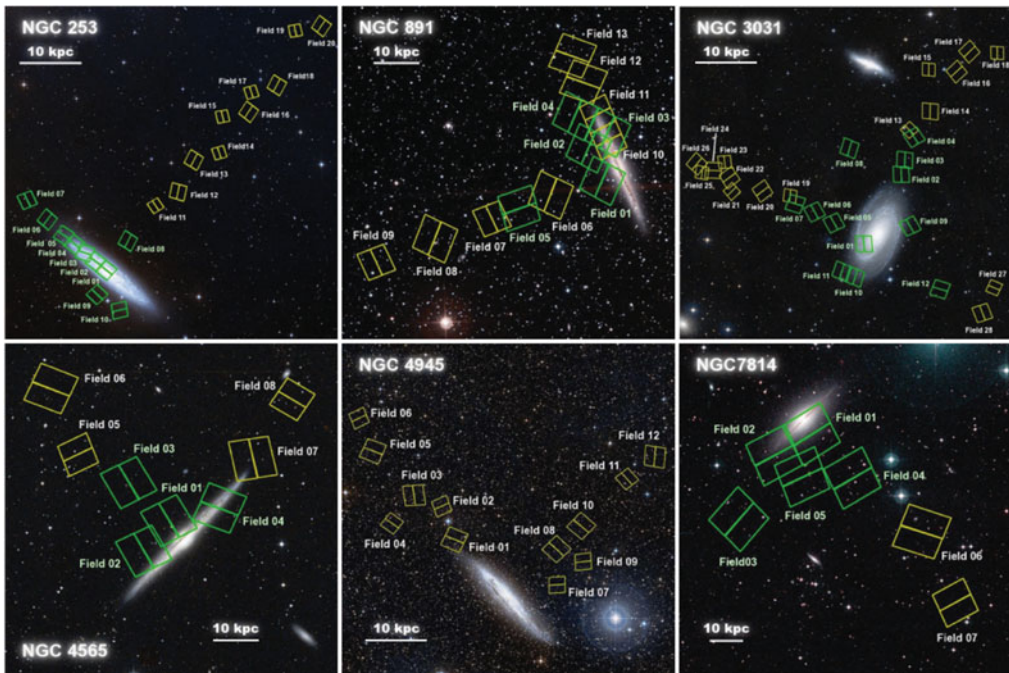 NGC 253
10 kpc
Field 19
Field 20
Field18
Field 17
Field 16
Field 15
Field14
Field 13
Field 12
Field 11
Field 07
Field 06
Field 05
Field 04
Field 03
Field 02
Field 01
Field 08
Field 09
Field 10
NGC 891
10 kpc
Field 13
Field 12
Field 11
Field 04
Field 03
Field 02
Field 10
Field 01
Field 06
Field 05
Field 07
Field 08
Field 09
NGC 3031
10 kpc
Field 17
Field 18
Field 15
Field 16
Field 14
Field 13
Field 04
Field 24
Field 08
Field 03
Field 26
Field 23
Field 22
Field 02
Field 25
Field 21
Field 20
Field 19
Field 07
Field 06
Field 05
Field 09
Field 01
Field 11
Field 10
Field 12
Field 27
Field 28
Field 06
Field 08
Field 05
Field 03
Field 07
Field 01
Field 04
Field 02
10 kpc
NGC 4565
NGC 4945
Field 06
Field 05
Field 12
Field 11
Field 03
Field 02
Field 10
Field 04
Field 01
Field 08
Field 09
Field 07
10 kpc
NGC7814
Field 01
Field 02
Field 04
Field 05
Field03
Field 06
Field 07
10 kpc